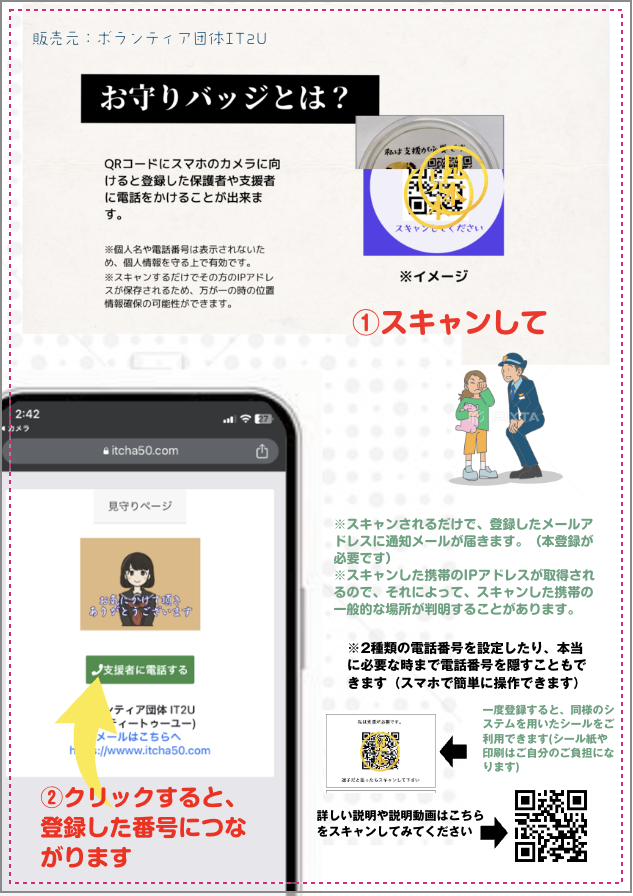 販売元：ボランティア団体IT2U
お守りバッジとは？
QRコードにスマホのカメラに向
けると登録した保護者や支援者
に電話をかけることが出来ま
す。
※個人名や電話番号は表示されないた
め、個人情報を守る上で有効です。
※スキャンするだけでその方のIPアドレ
スが保存されるため、万が一の時の位置
情報確保の可能性ができます。
私は支援が必要です
スキャンしてください
※イメージ
①スキャンして
2:42
27
カメラ
itcha50.com
見守りページ
お気にかけて頂き
ありがとうございます
支援者に電話する
ンティア団体 IT2U
ティートゥーユー)
メールはこちらへ
https://wwww.itcha50.com
②クリックすると、
登録した番号につな
がります
※スキャンされるだけで、登録したメールア
ドレスに通知メールが届きます。（本登録が
必要です）
※スキャンした携帯のIPアドレスが取得され
るので、それによって、スキャンした携帯の
一般的な場所が判明することがあります。
※2種類の電話番号を設定したり、本当
に必要な時まで電話番号を隠すこともで
きます（スマホで簡単に操作できます）
私は支援が必要です。
迷子だと思ったらスキャンして下さい
一度登録すると、同様のシ
ステムを用いたシールをご
利用できます(シール紙や
印刷はご自分のご負担にな
ります)
詳しい説明や説明動画はこちら
をスキャンしてみてください